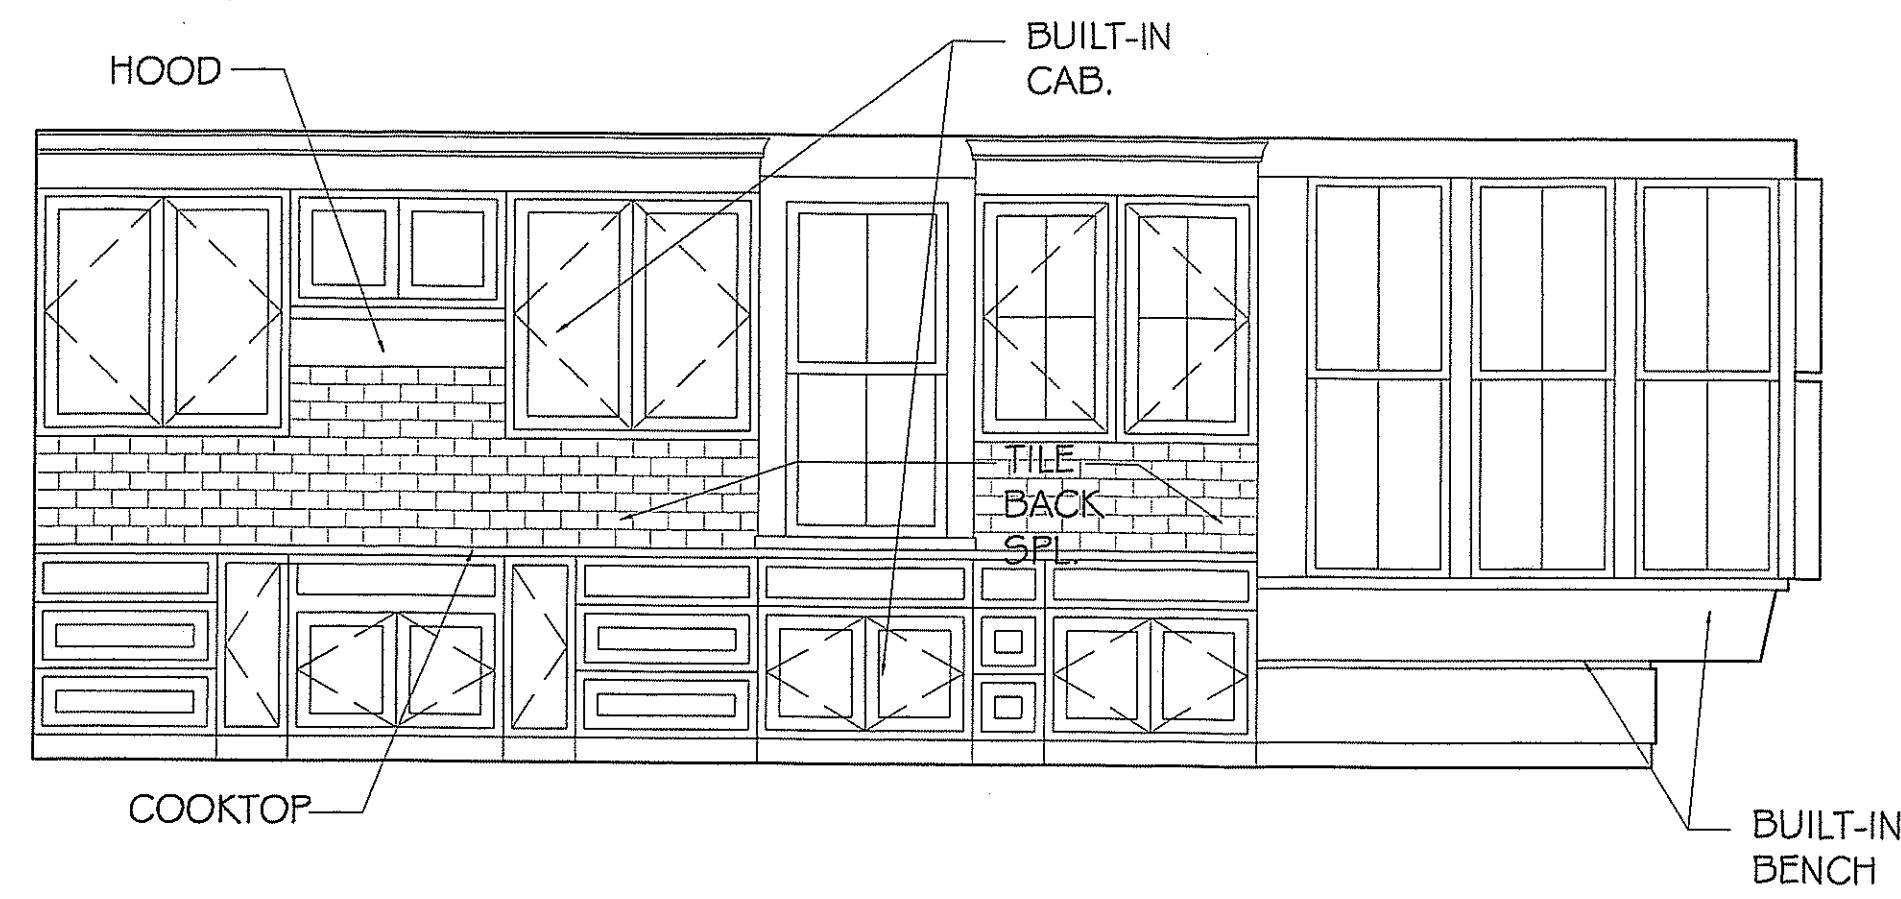 BUILT-IN
CAB.
HOOD
TILE
BACK
SPL.
COOKTOP
BUILT-IN
BENCH